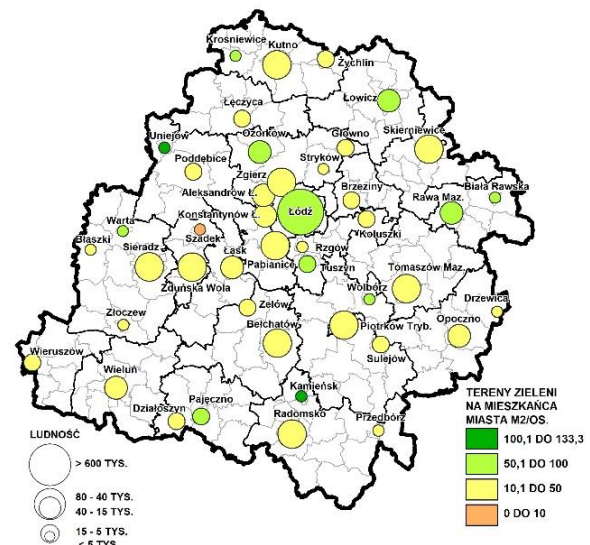 Krośniewice
Kutno
Żychlin
Łęczyca
Łowicz
Uniejów
Ozorków
Główno
Skierniewice
Poddębice
Stryków
Zgierz
Aleksandrów Ł.
Brzeziny
Rawa Maz.
Biała Rawska
Warta
Konstantynów Ł.
Łódź
Koluszki
Błaszki
Sieradz
Szadek
Łask
Pabianice
Rzgów
Tuszyn
Zduńska Wola
Tomaszów Maz.
Wolbórz
Drzewica
Złoczew
Zelów
Bełchatów
Piotrków Tryb.
Opoczno
Sulejów
Wieruszów
Wieluń
Działoszyn
Pajęczno
Kamieńsk
Radomsko
Przedbórz
TERENY ZIELENI
NA MIESZKAŃCA
MIASTA M2/OS.
100,1 DO 133,3
50,1 DO 100
10,1 DO 50
0 DO 10
LUDNOŚĆ
> 600 TYS.
80 - 40 TYS.
40 - 15 TYS.
15 - 5 TYS.
< 5 TYS.